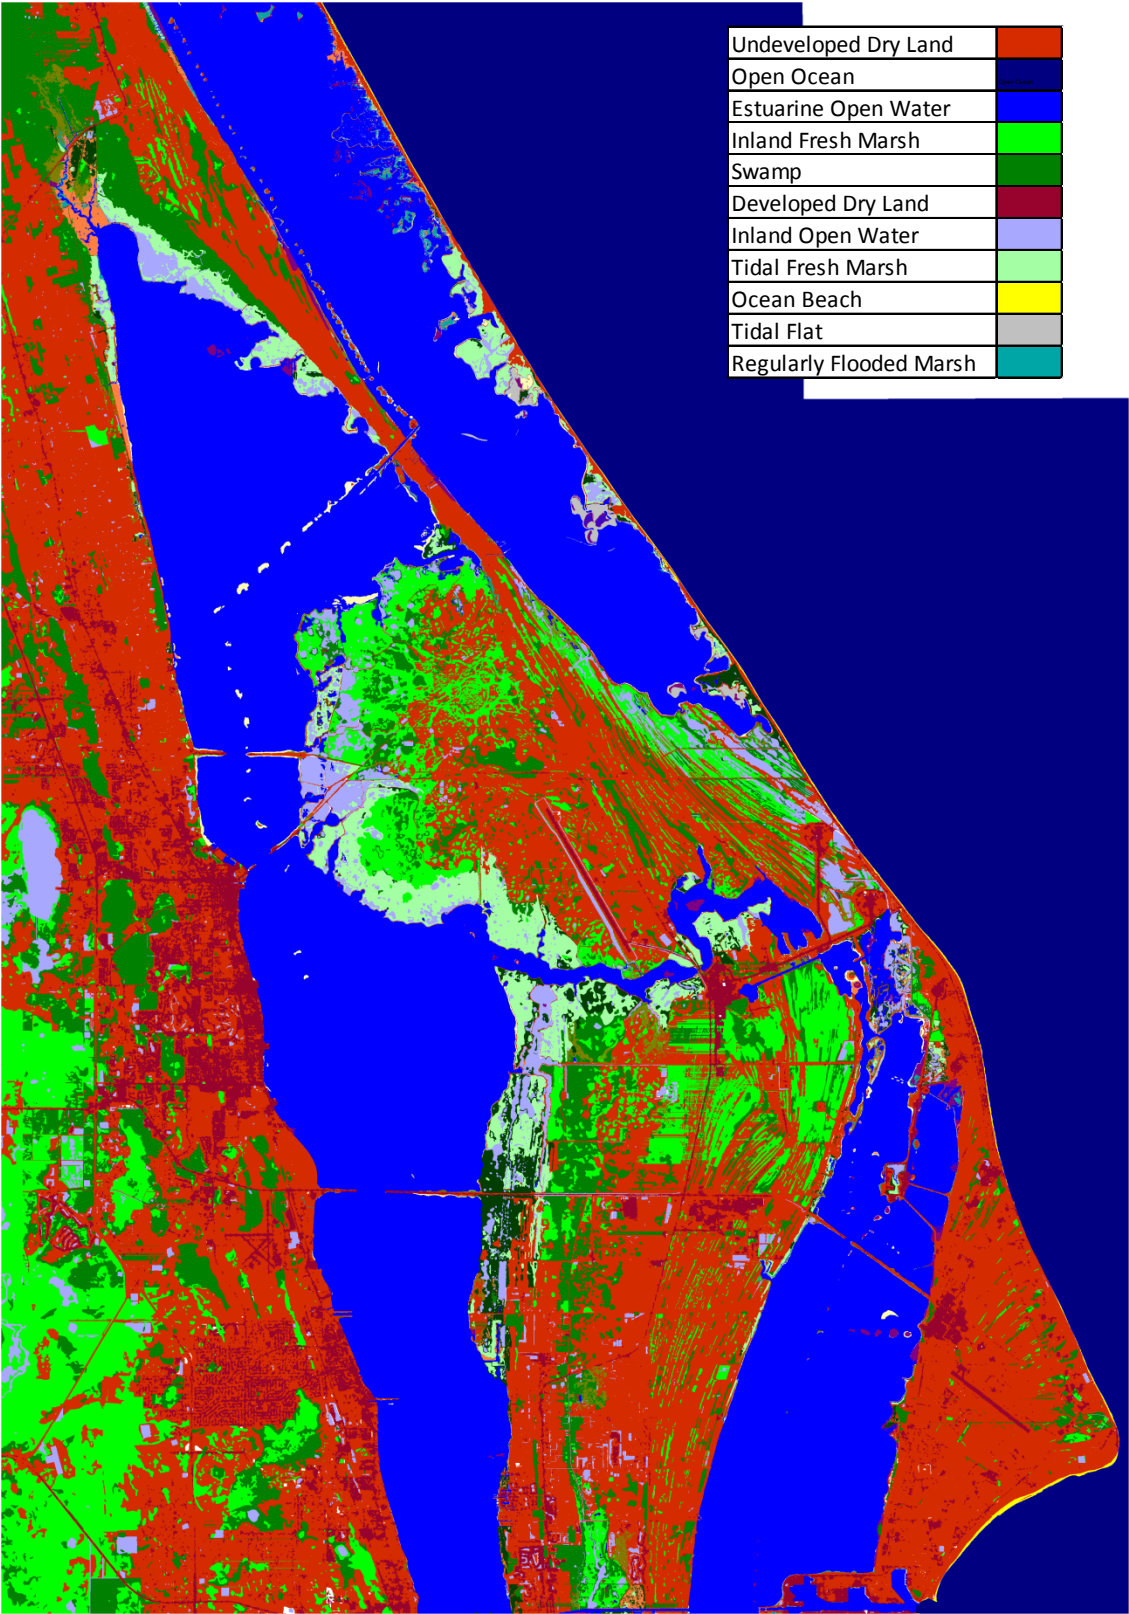 Undeveloped Dry Land
Open Ocean
Estuarine Open Water
Inland Fresh Marsh
Swamp
Developed Dry Land
Inland Open Water
Tidal Fresh Marsh
Ocean Beach
Tidal Flat
Regularly Flooded Marsh